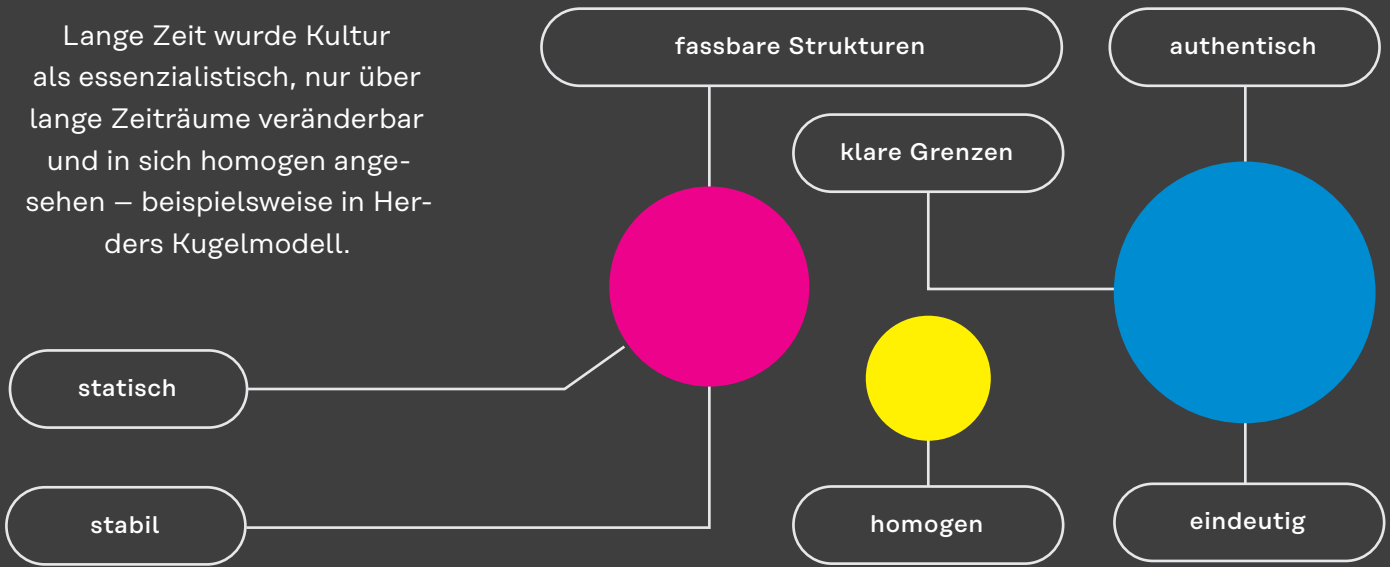 Lange Zeit wurde Kultur
als essenzialistisch, nur über
lange Zeiträume veränderbar
und in sich homogen ange-
sehen – beispielsweise in Her-
ders Kugelmodell.
fassbare Strukturen
authentisch
klare Grenzen
statisch
stabil
homogen
eindeutig